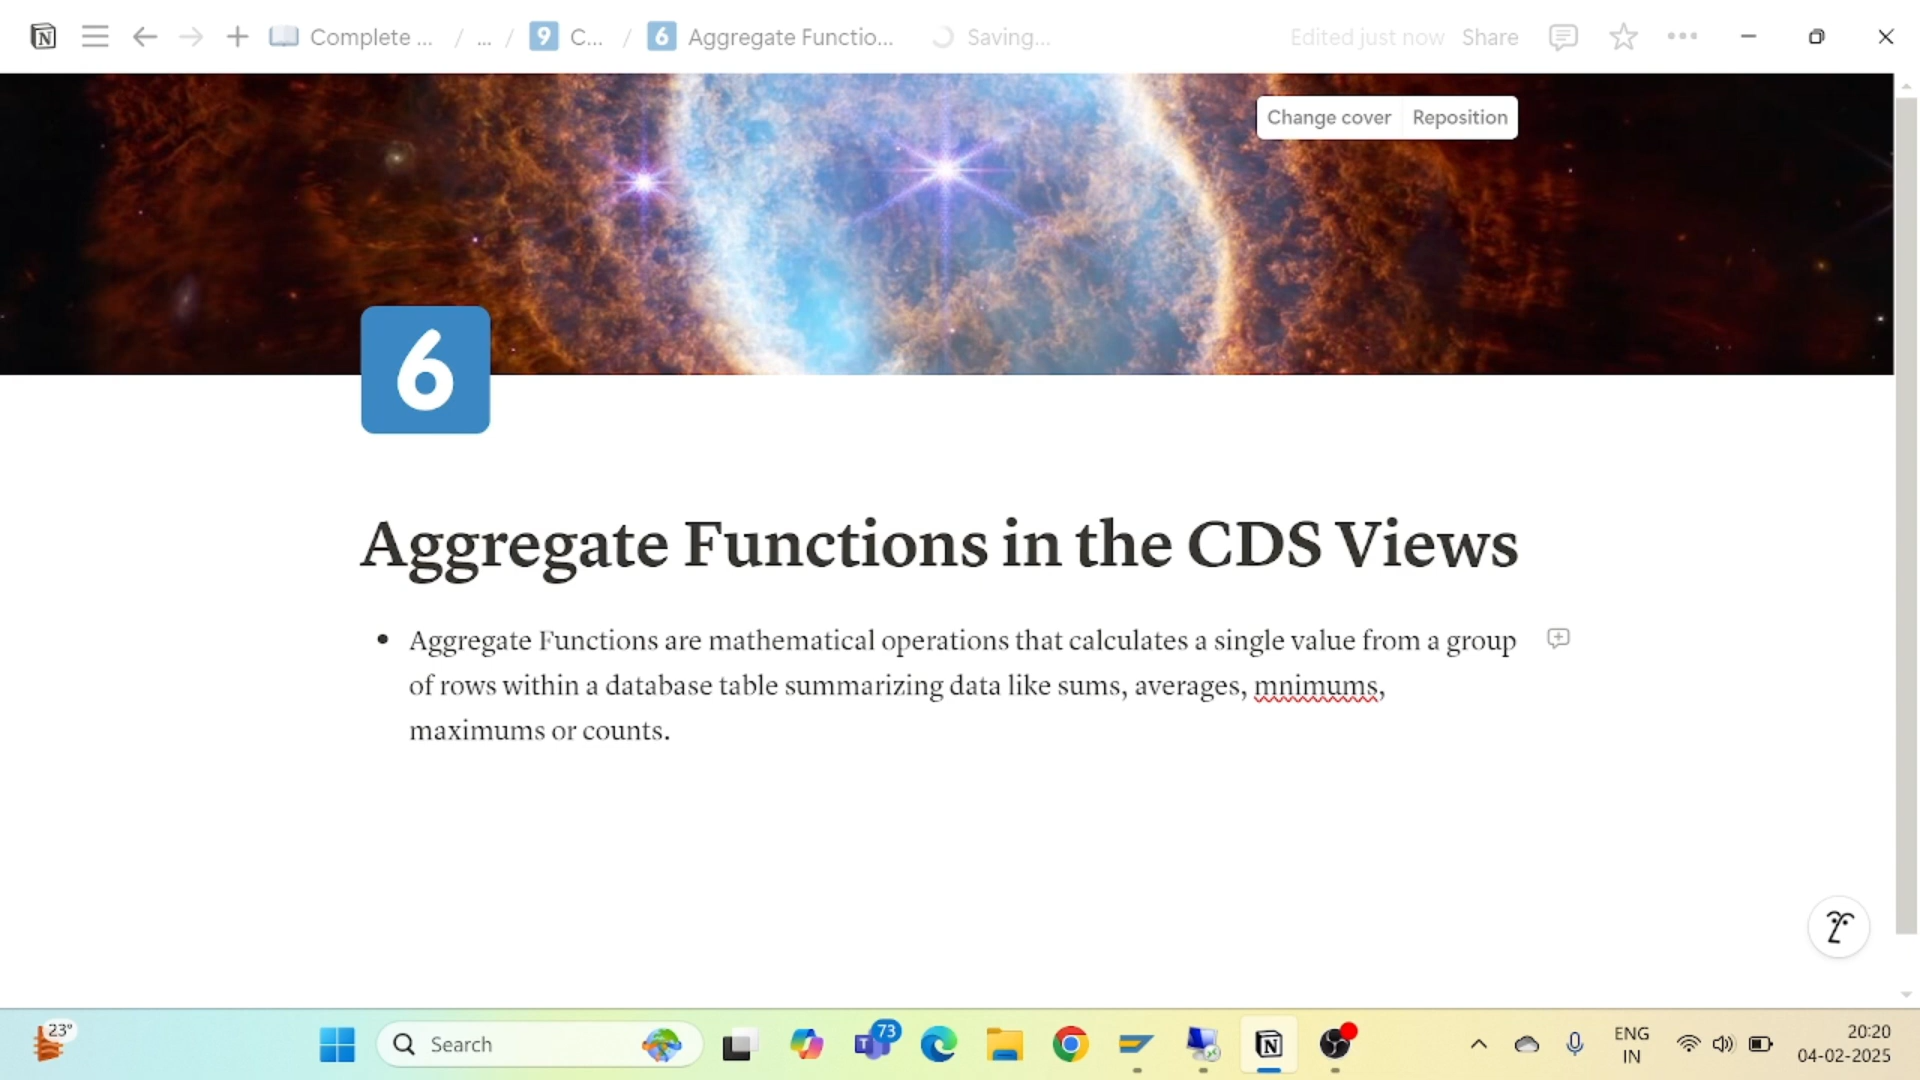 Complete ... / ... / 9 C... / 6 Aggregate Functio... Saving... Edited just now Share
Change cover Reposition
6
Aggregate Functions in the CDS Views
• Aggregate Functions are mathematical operations that calculates a single value from a group
of rows within a database table summarizing data like sums, averages, mnimums,
maximums or counts.
23°
Search
73
ENG
IN
20:20
04-02-2025